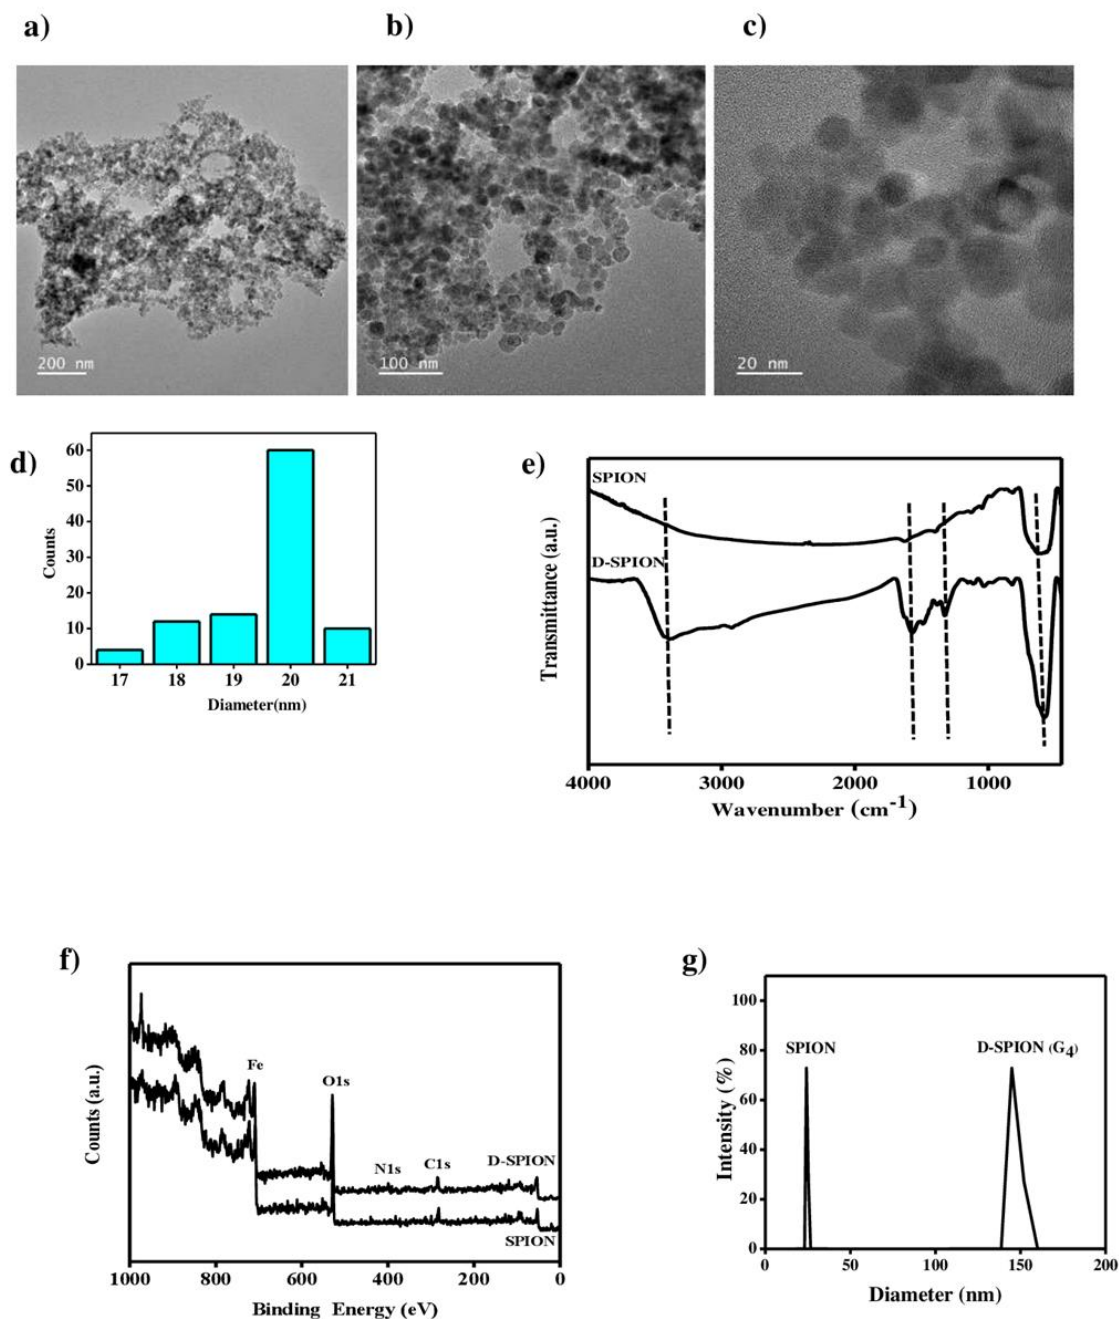 a)
b)
c)
200 nm
100 nm
20 nm
d)
60
50
40
30
20
10
0
17 18 19 20 21
Counts
Diameter(nm)
e)
SPION
D-SPION
Transmittance (a.u.)
4000 3000 2000 1000
Wavenumber (cm-1)
f)
Fe
O1s
N1s
C1s
D-SPION
SPION
Counts (a.u.)
1000 800 600 400 200 0
Binding Energy (eV)
g)
100
80
60
40
20
0
SPION
D-SPION (G4)
Intensity (%)
0 50 100 150 200
Diameter (nm)